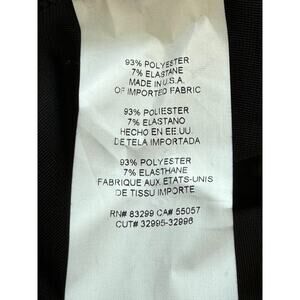 93% POLYESTER
7% ELASTANE
MADE IN U.S.A.
OF IMPORTED FABRIC
93% POLIESTER
7% ELASTANO
HECHO EN EE.UU.
DE TELA IMPORTADA
93% POLYESTER
7% ELASTHANE
FABRIQUE AUX ETATS-UNIS
DE TISSU IMPORTE
RN# 83299 CA# 55057
CUT# 32995-32996